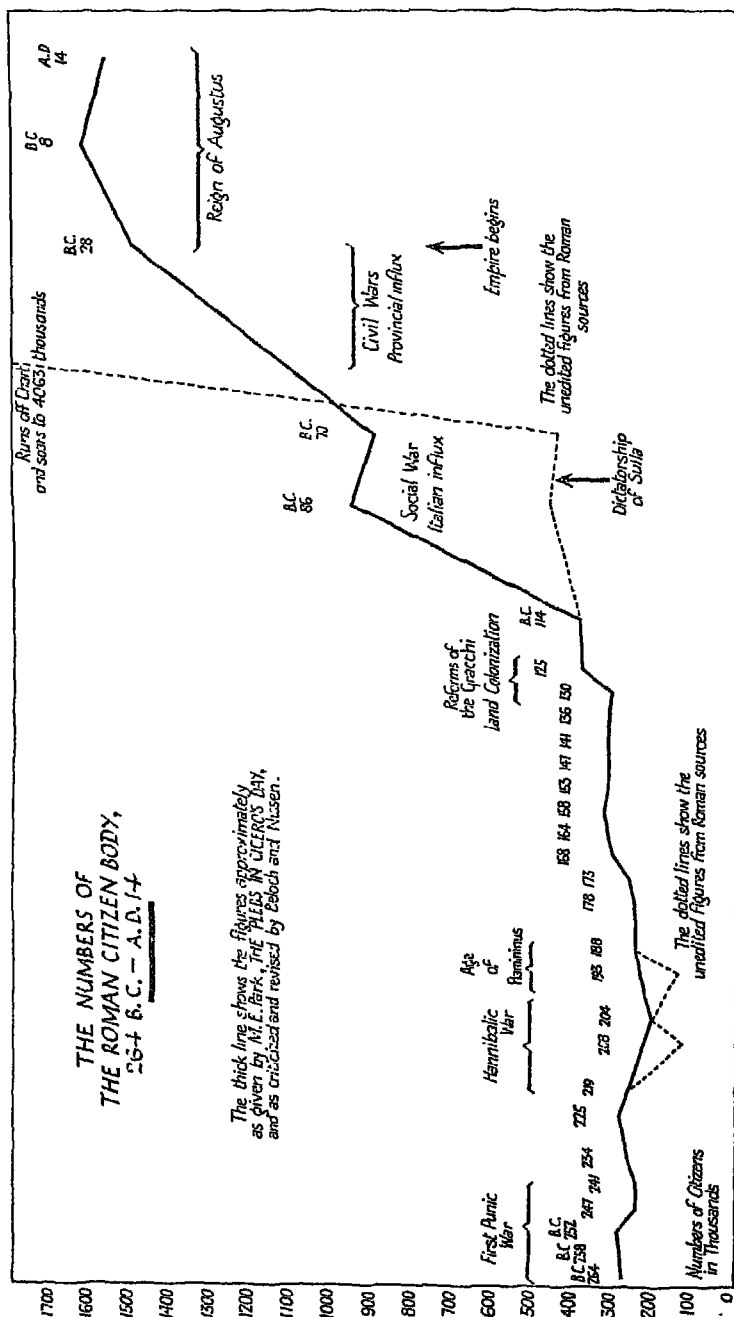 THE NUMBERS OF
THE ROMAN CITIZEN BODY,
264 B.C. – A.D. 14
The thick line shows the figures approximately
as given by M.E. Park, THE PLEBS IN CICERO'S DAY,
and as criticized and revised by Beloch and Nissen.
Runs off Chart
and soars to 4063 thousands
1700
1600
1500
1400
1300
1200
1100
1000
900
800
700
600
500
400
300
200
100
0
Numbers of Citizens
in Thousands
First Punic
War
Hannibalic
War
Age
of
Flamininus
Reforms of
the Gracchi
Land Colonization
Social War
Italian influx
Civil Wars
Provincial influx
Reign of Augustus
Dictatorship
of Sulla
Empire begins
The dotted lines show the
unedited figures from Roman
sources
The dotted lines show the
unedited figures from Roman sources
B.C.
264
B.C.
258
B.C.
252
247
241
234
225
219
208
204
193
188
178
173
168
164
158
153
147
141
136
130
125
B.C.
114
B.C.
86
B.C.
70
B.C.
28
B.C.
8
A.D
14